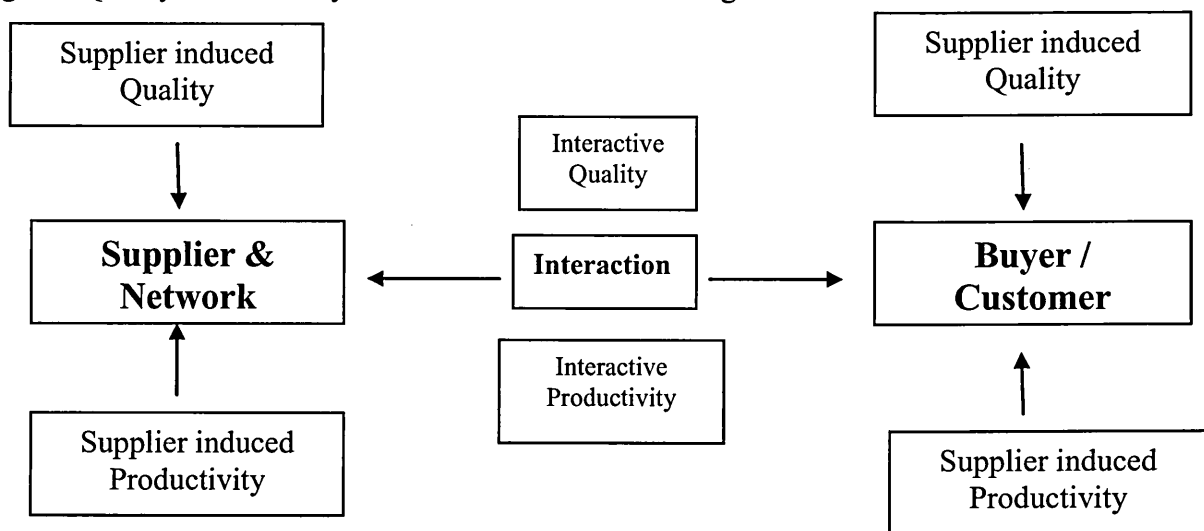 Supplier induced
Quality
Supplier induced
Quality
Interactive
Quality
Supplier &
Network
Interaction
Buyer /
Customer
Interactive
Productivity
Supplier induced
Productivity
Supplier induced
Productivity